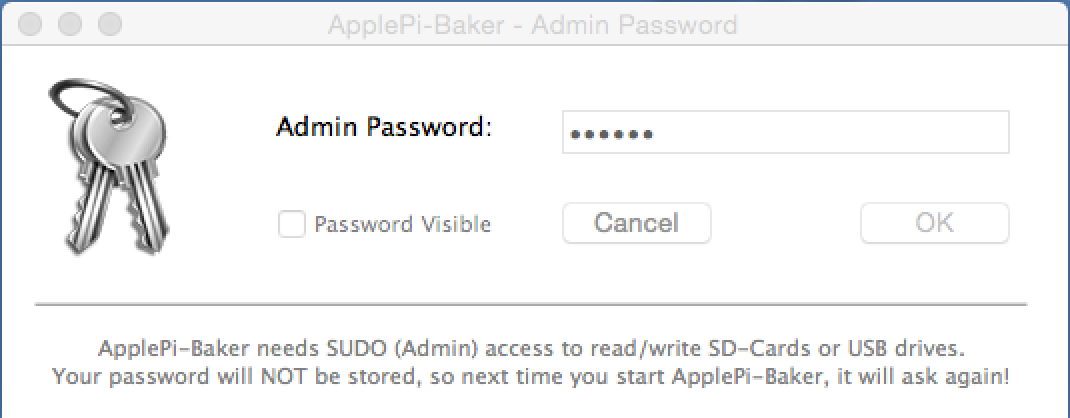 ApplePi-Baker - Admin Password
Admin Password: ••••••
Password Visible Cancel OK
ApplePi-Baker needs SUDO (Admin) access to read/write SD-Cards or USB drives.
Your password will NOT be stored, so next time you start ApplePi-Baker, it will ask again!